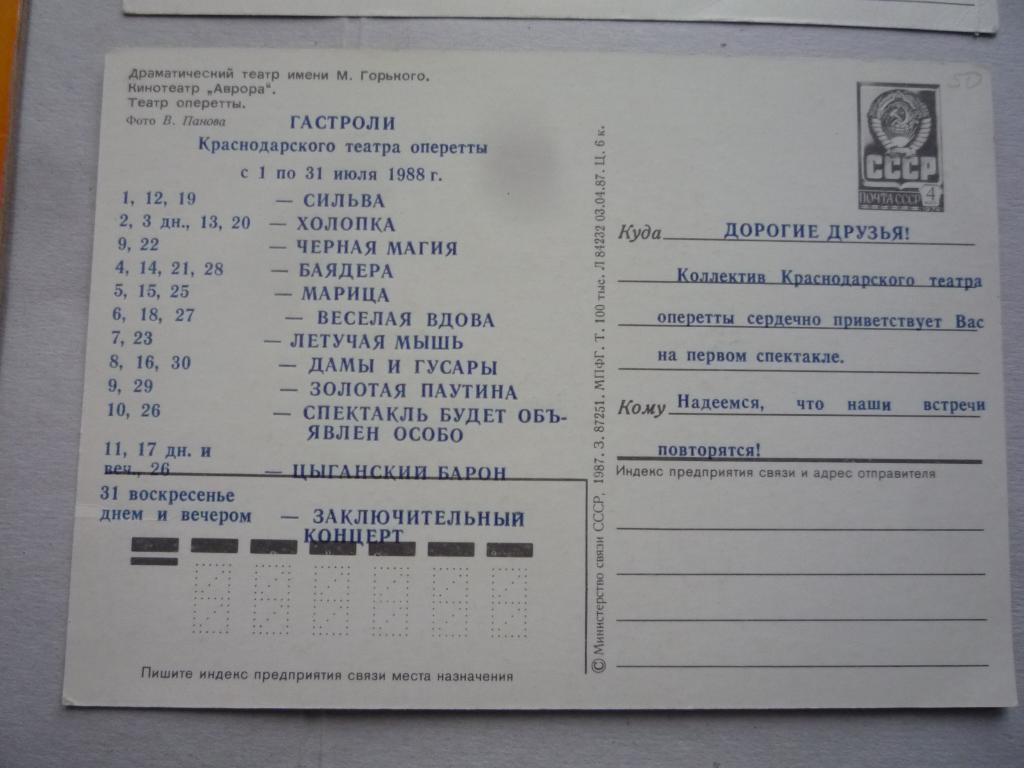 Драматический театр имени М. Горького.
Кинотеатр „Аврора".
Театр оперетты.
Фото В. Панова
ГАСТРОЛИ
Краснодарского театра оперетты
с 1 по 31 июля 1988 г.
1, 12, 19 — СИЛЬВА
2, 3 дн., 13, 20 — ХОЛОПКА
9, 22 — ЧЕРНАЯ МАГИЯ
4, 14, 21, 28 — БАЯДЕРА
5, 15, 25 — МАРИЦА
6, 18, 27 — ВЕСЕЛАЯ ВДОВА
7, 23 — ЛЕТУЧАЯ МЫШЬ
8, 16, 30 — ДАМЫ И ГУСАРЫ
9, 29 — ЗОЛОТАЯ ПАУТИНА
10, 26 — СПЕКТАКЛЬ БУДЕТ ОБЪ-
ЯВЛЕН ОСОБО
11, 17 дн. и
веч., 26 — ЦЫГАНСКИЙ БАРОН
31 воскресенье
днем и вечером — ЗАКЛЮЧИТЕЛЬНЫЙ
КОНЦЕРТ
Пишите индекс предприятия связи места назначения
© Министерство связи СССР, 1987. З. 87251. МПФГ. Т. 100 тыс. Л 84232 03.04.87. Ц. 6 к.
50
СССР
ПОЧТА СССР 4
Куда ДОРОГИЕ ДРУЗЬЯ!
Коллектив Краснодарского театра
оперетты сердечно приветствует Вас
на первом спектакле.
Кому Надеемся, что наши встречи
повторятся!
Индекс предприятия связи и адрес отправителя